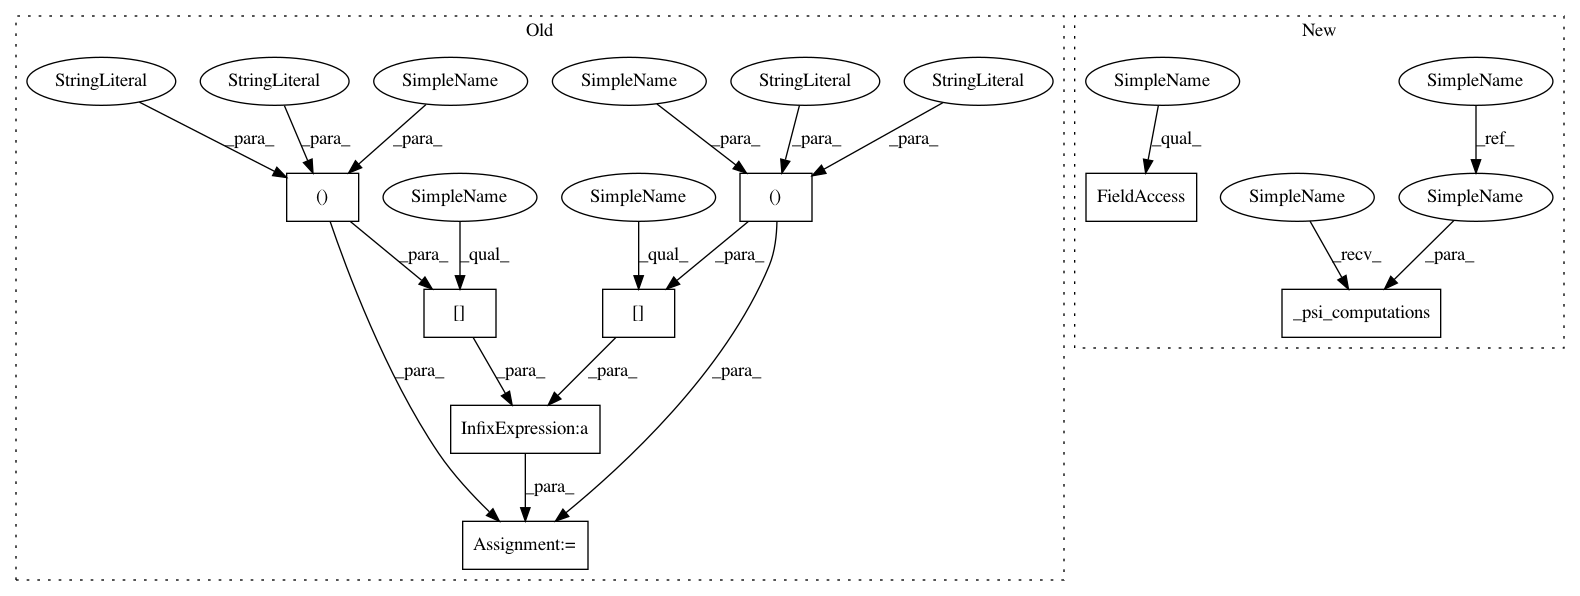 Old
New
StringLiteral
StringLiteral
SimpleName
SimpleName
StringLiteral
StringLiteral
SimpleName
SimpleName
_para_
_para_
_para_
_para_
_para_
_para_
_qual_
_ref_
()
SimpleName
SimpleName
()
FieldAccess
SimpleName
SimpleName
_para_
_qual_
_qual_
_para_
_recv_
_para_
[]
[]
_psi_computations
_para_
_para_
_para_
_para_
InfixExpression:a
_para_
Assignment:=